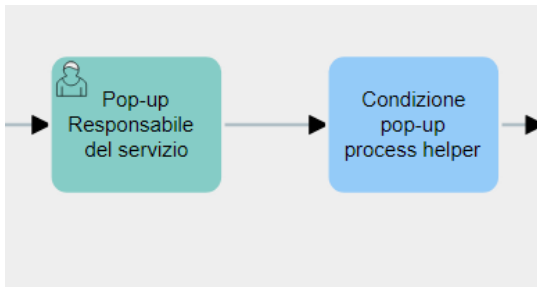 Pop-up
Responsabile
del servizio
Condizione
pop-up
process helper